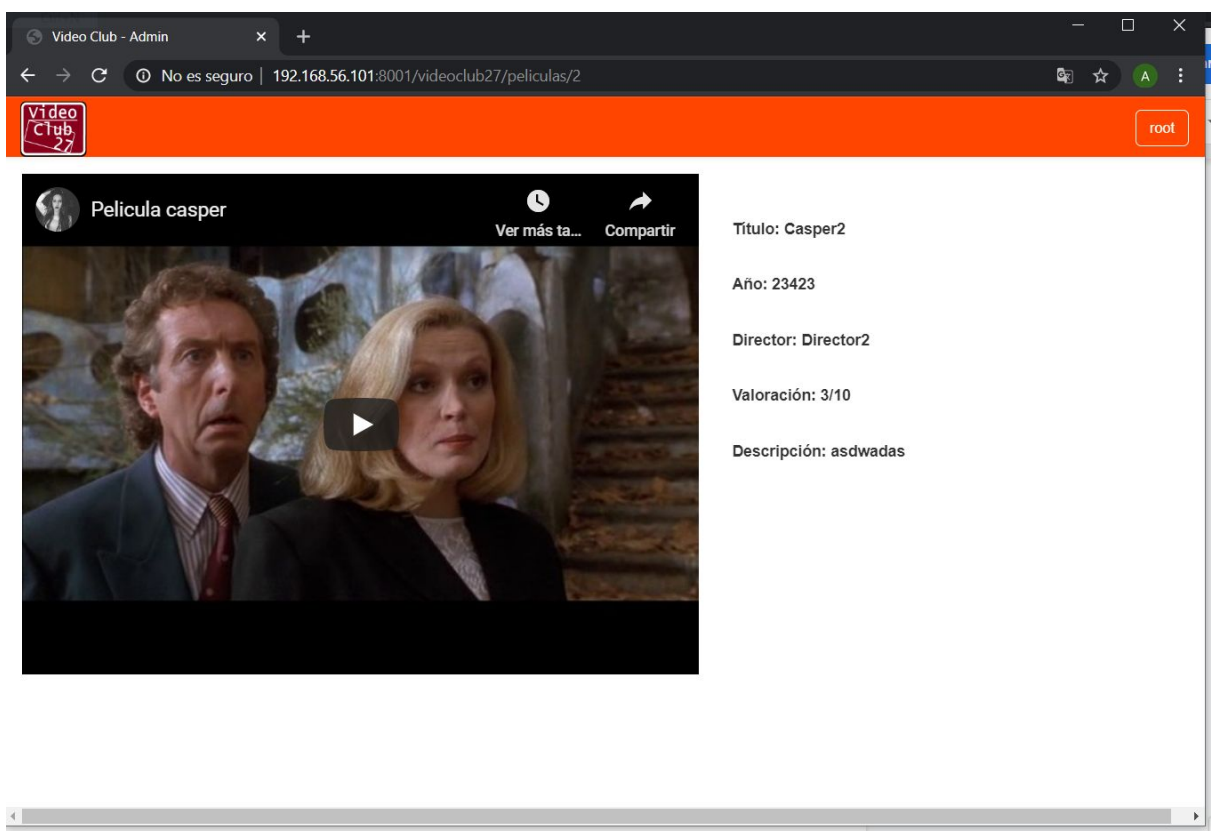 Video Club - Admin
No es seguro | 192.168.56.101:8001/videoclub27/peliculas/2
A
Video
Club
27
root
Pelicula casper
Ver más ta...
Compartir
Título: Casper2
Año: 23423
Director: Director2
Valoración: 3/10
Descripción: asdwadas